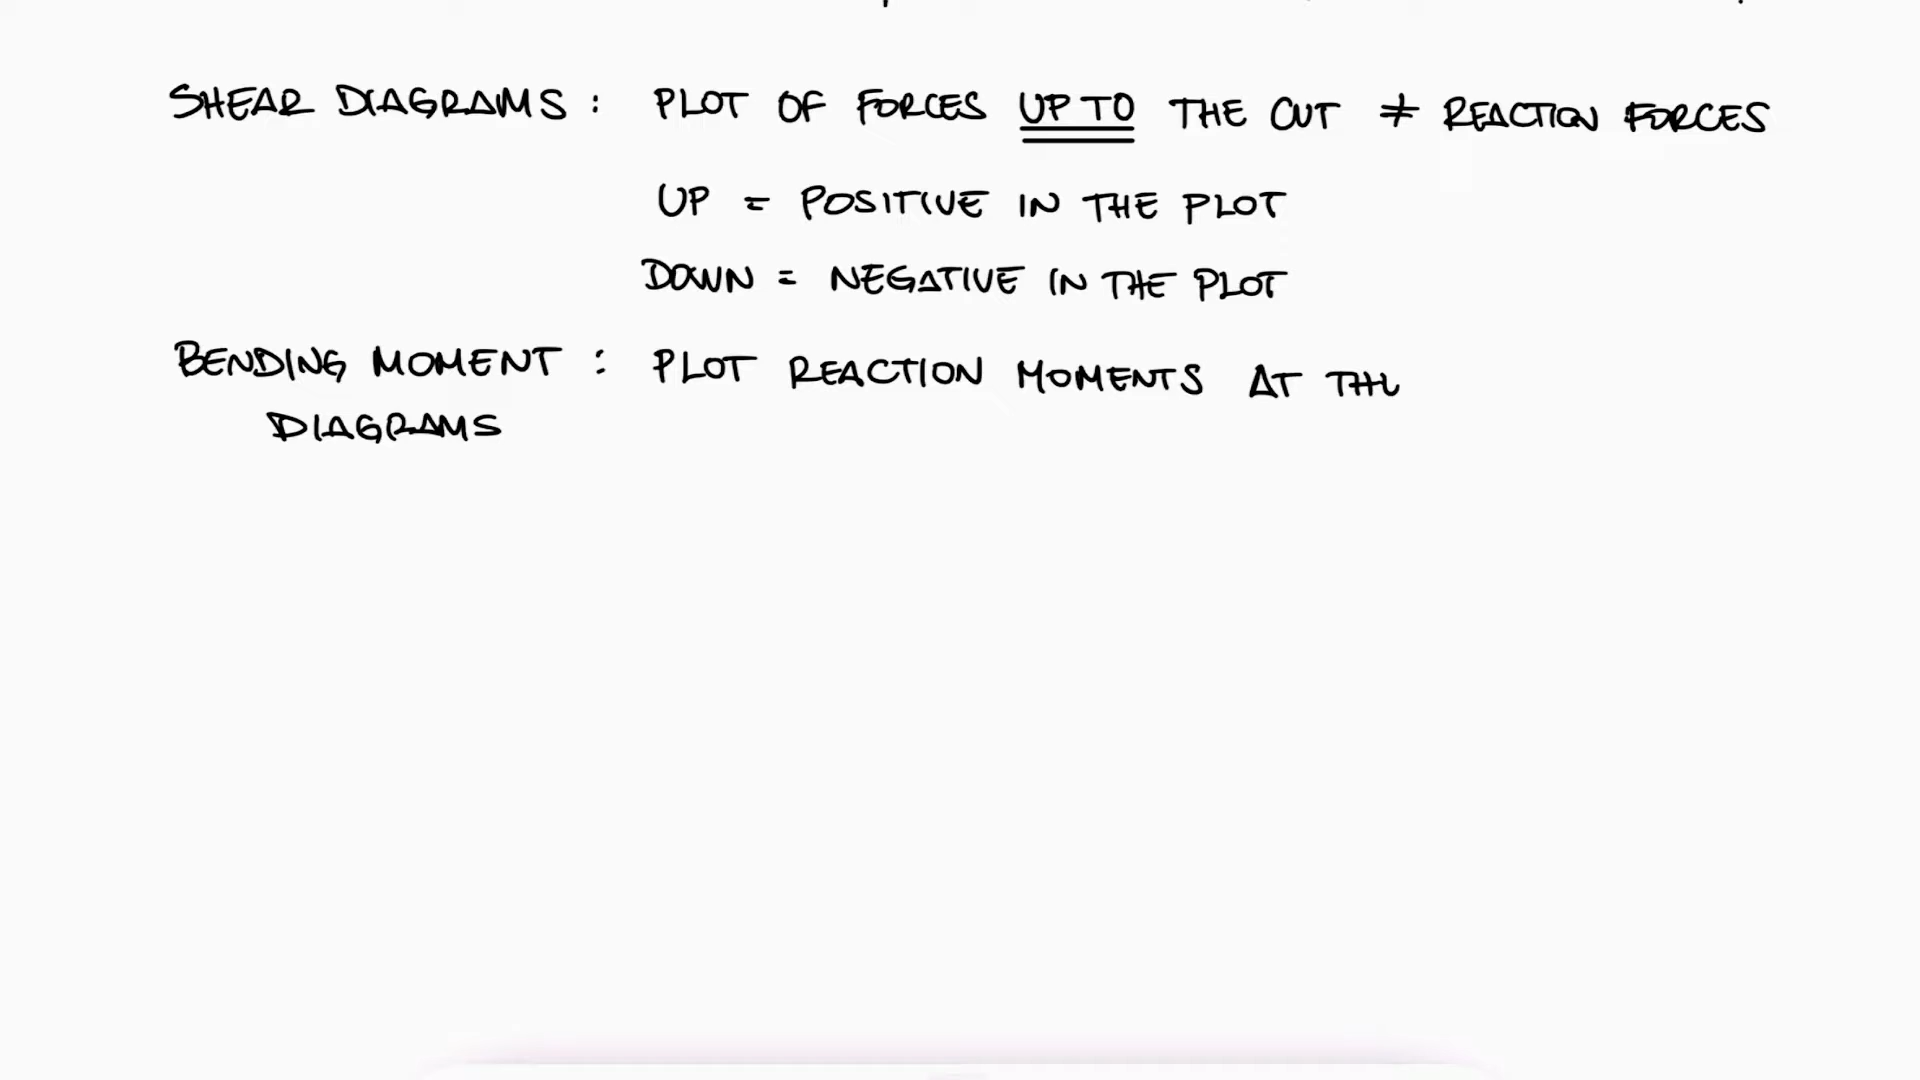 SHEAR DIAGRAMS : PLOT OF FORCES UP TO THE CUT ≠ REACTION FORCES
UP = POSITIVE IN THE PLOT
DOWN = NEGATIVE IN THE PLOT
BENDING MOMENT : PLOT REACTION MOMENTS AT
DIAGRAMS